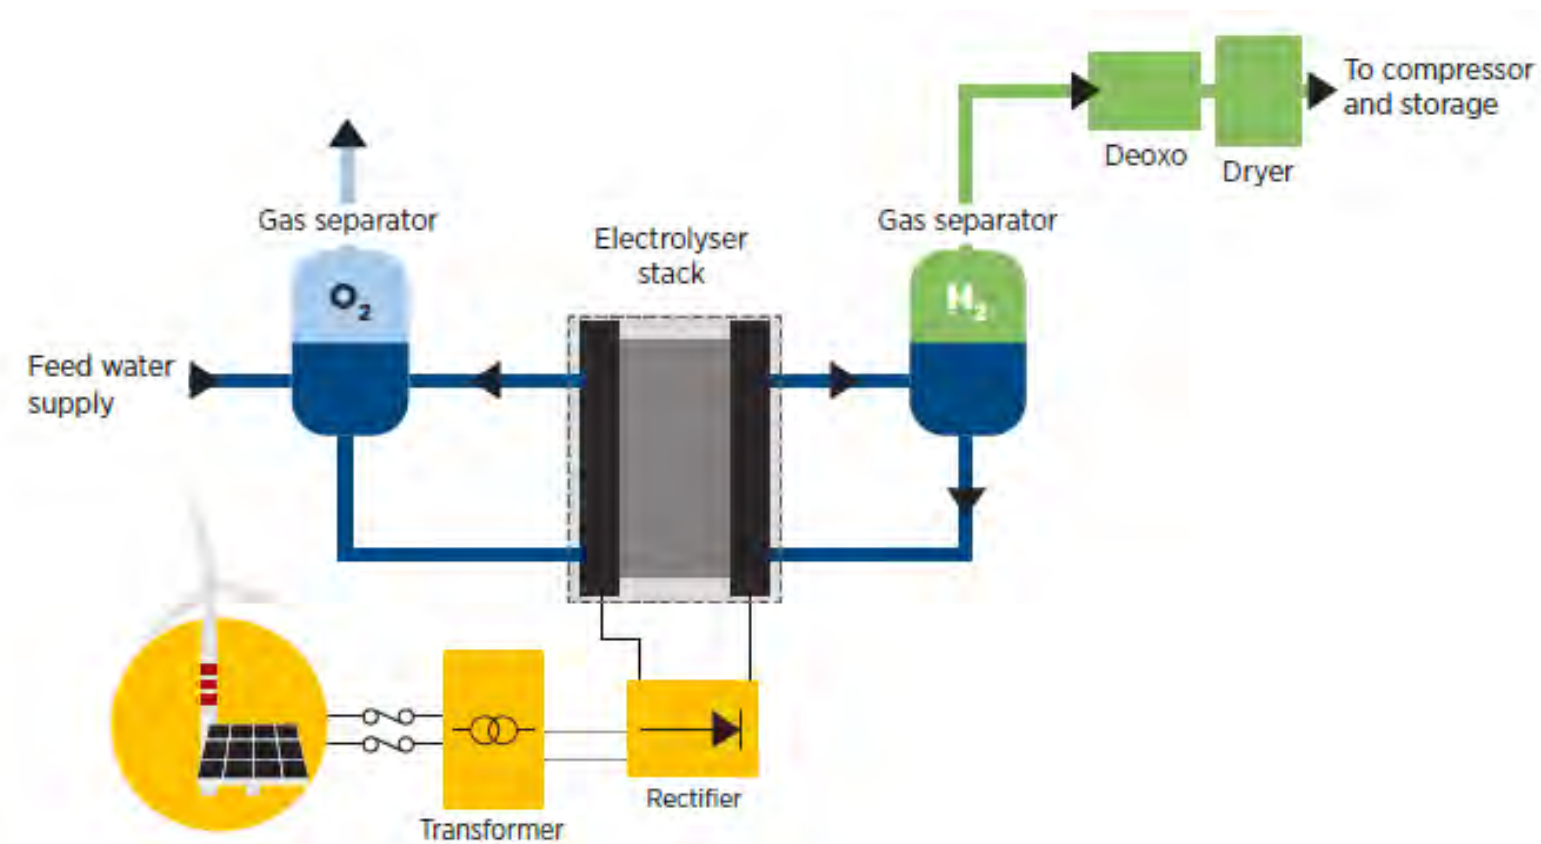 To compressor
and storage
Deoxo
Dryer
Gas separator
Gas separator
Electrolyser
stack
O₂
H₂
Feed water
supply
Rectifier
Transformer